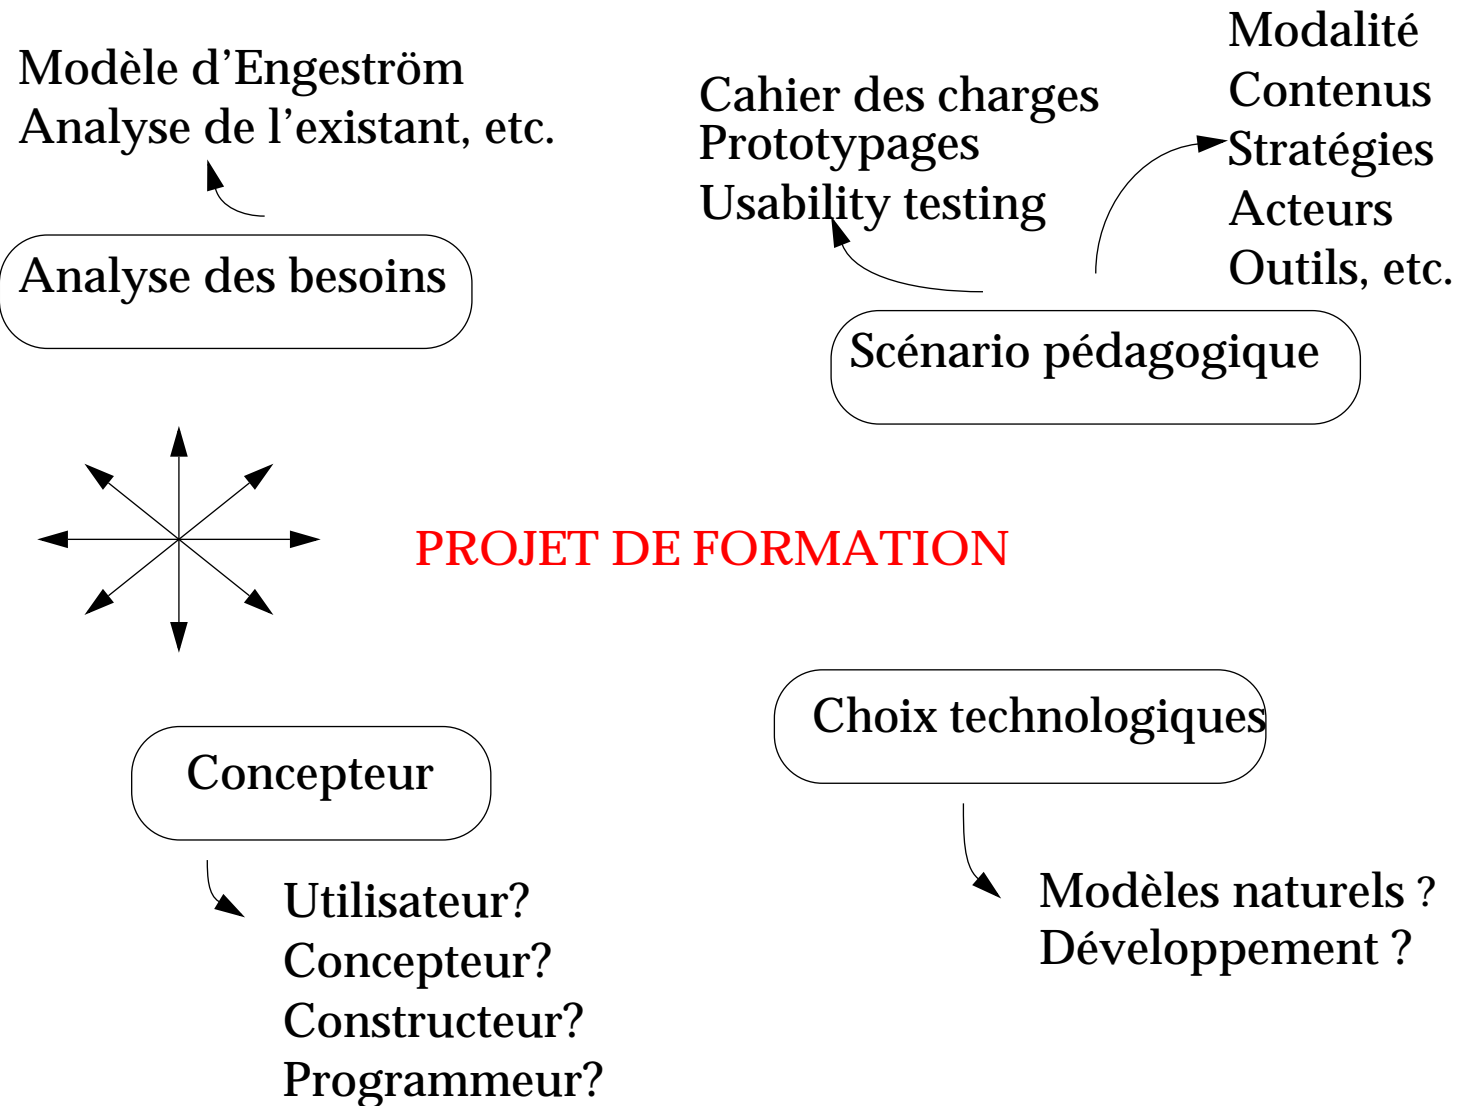 Modèle d’Engeström
Analyse de l’existant, etc.
Analyse des besoins
Cahier des charges
Prototypages
Usability testing
Modalité
Contenus
Stratégies
Acteurs
Outils, etc.
Scénario pédagogique
PROJET DE FORMATION
Concepteur
Utilisateur?
Concepteur?
Constructeur?
Programmeur?
Choix technologiques
Modèles naturels ?
Développement ?